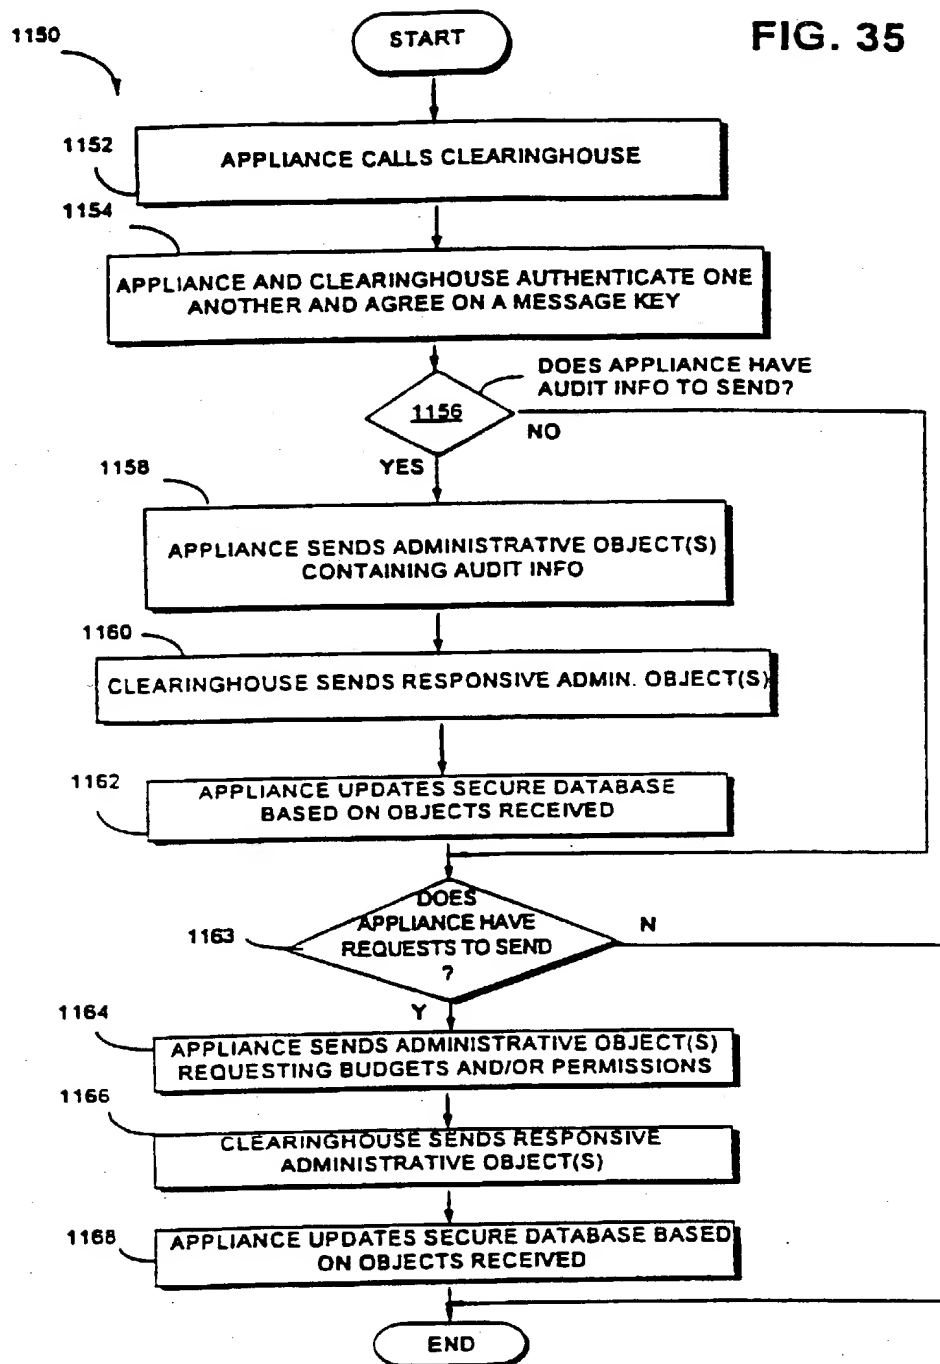 1150
START
FIG. 35
1152
APPLIANCE CALLS CLEARINGHOUSE
1154
APPLIANCE AND CLEARINGHOUSE AUTHENTICATE ONE
ANOTHER AND AGREE ON A MESSAGE KEY
DOES APPLIANCE HAVE
AUDIT INFO TO SEND?
1156
NO
YES
1158
APPLIANCE SENDS ADMINISTRATIVE OBJECT(S)
CONTAINING AUDIT INFO
1160
CLEARINGHOUSE SENDS RESPONSIVE ADMIN. OBJECT(S)
1162
APPLIANCE UPDATES SECURE DATABASE
BASED ON OBJECTS RECEIVED
DOES
APPLIANCE HAVE
REQUESTS TO SEND
?
1163
N
Y
1164
APPLIANCE SENDS ADMINISTRATIVE OBJECT(S)
REQUESTING BUDGETS AND/OR PERMISSIONS
1166
CLEARINGHOUSE SENDS RESPONSIVE
ADMINISTRATIVE OBJECT(S)
1168
APPLIANCE UPDATES SECURE DATABASE BASED
ON OBJECTS RECEIVED
END